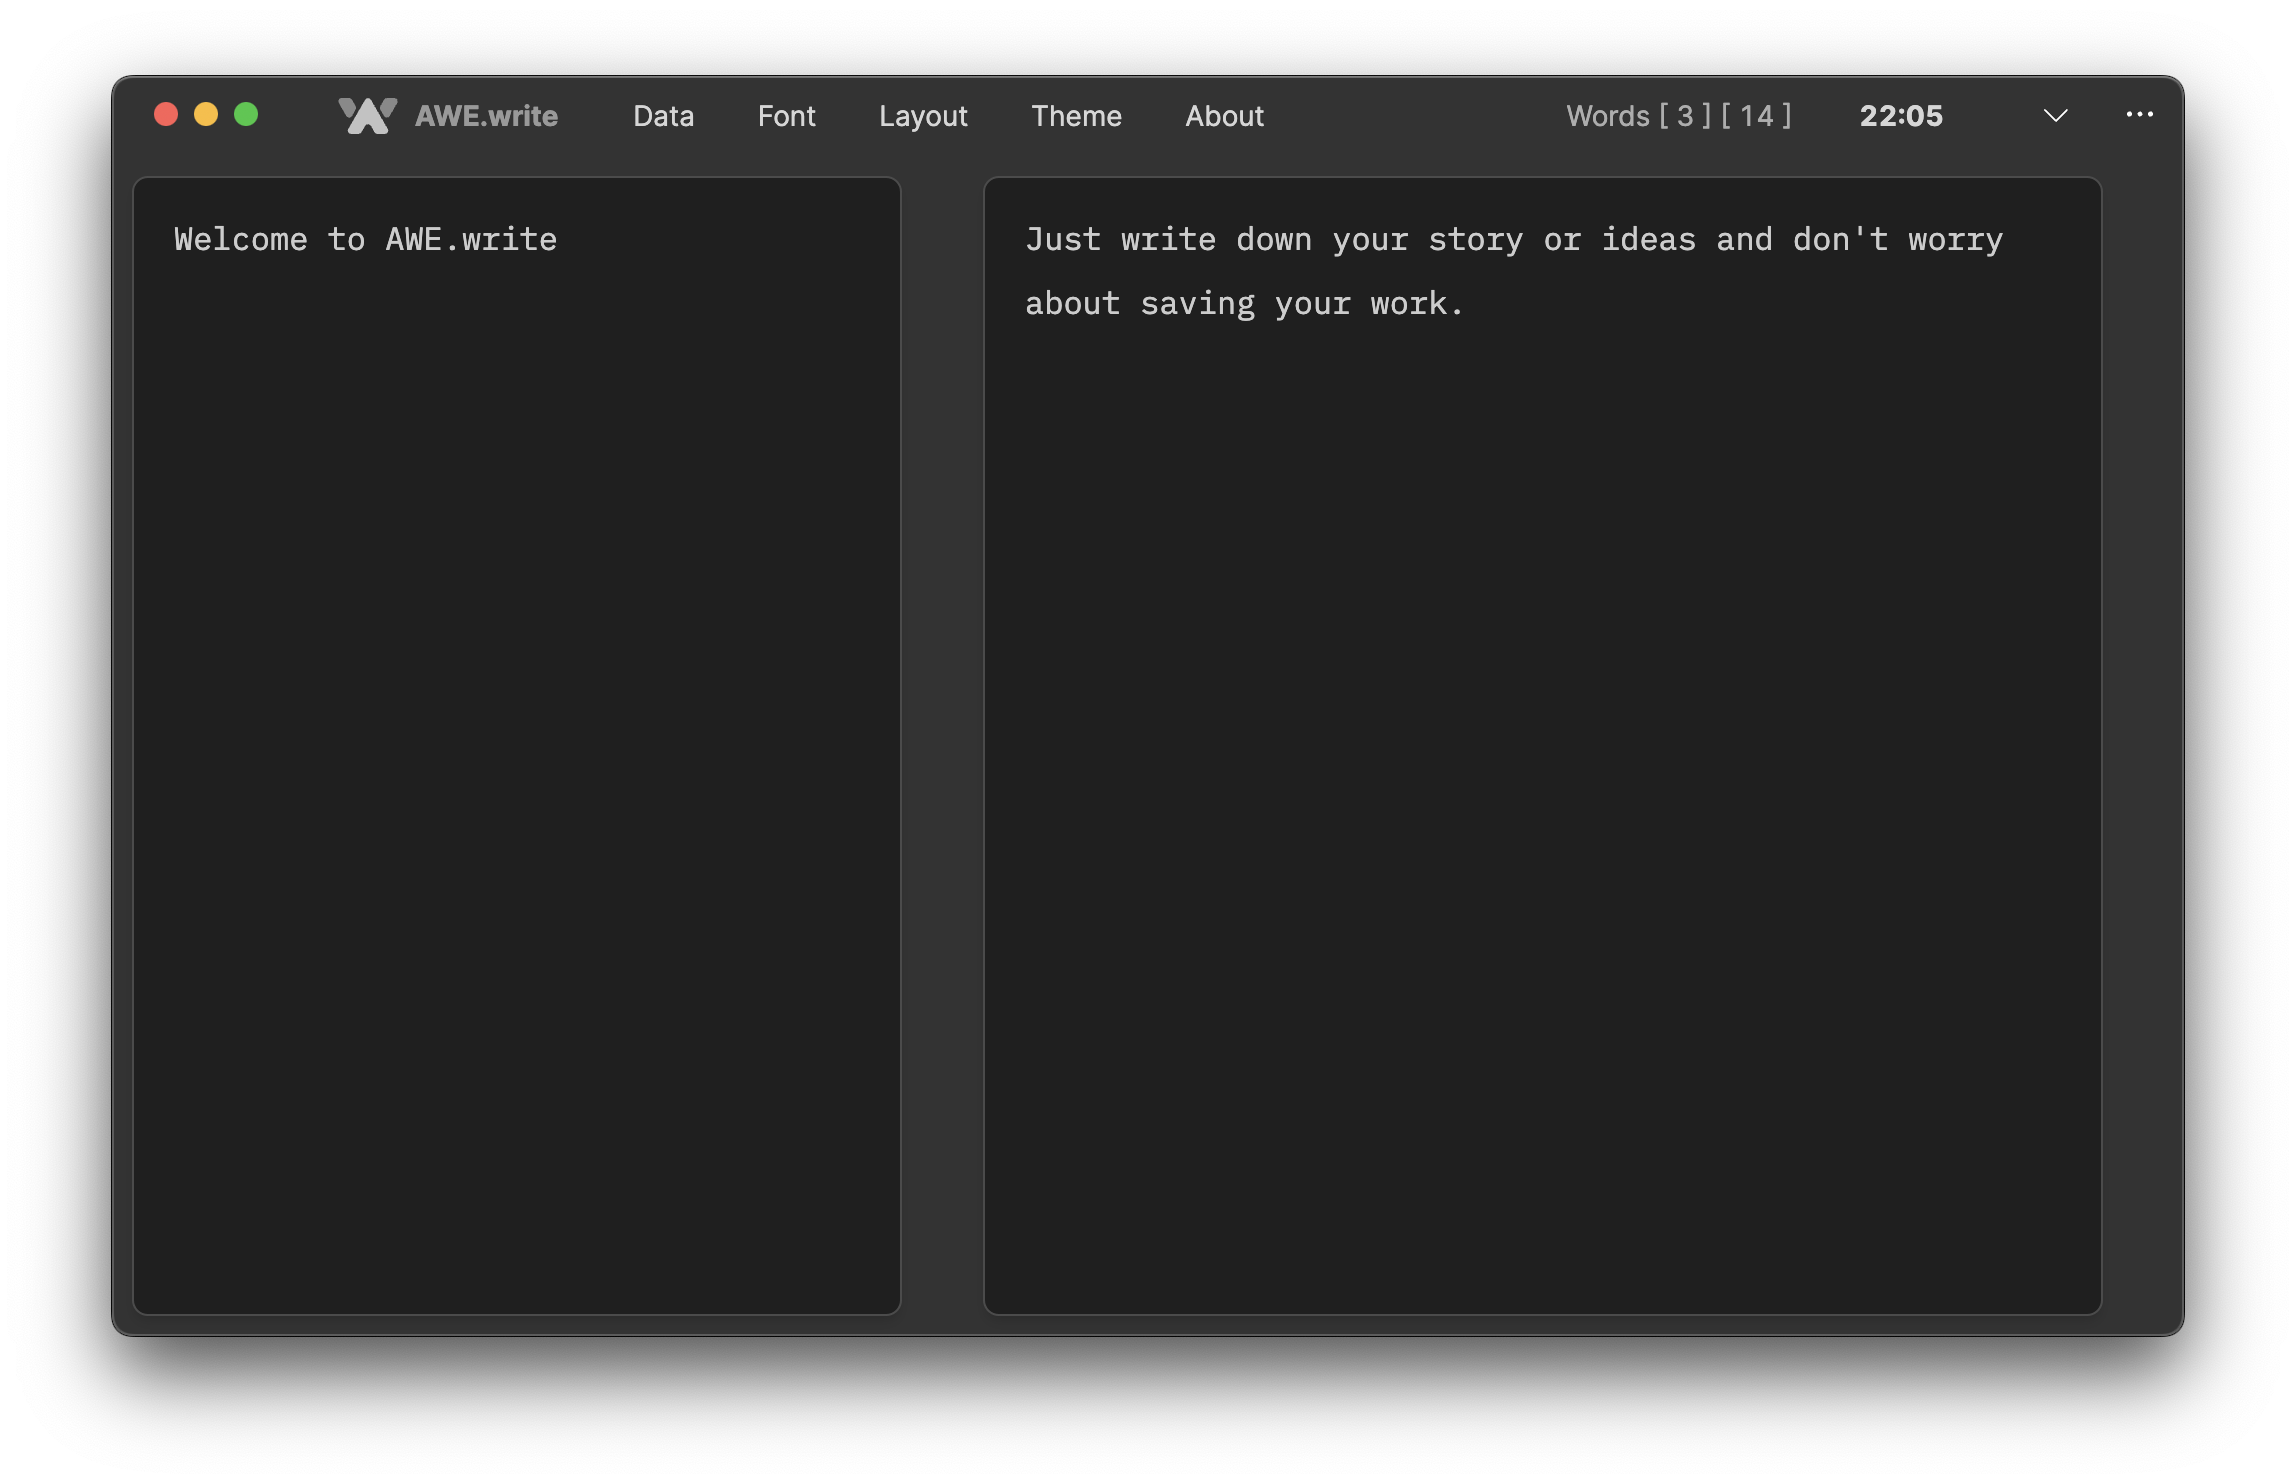 AWE.write Data Font Layout Theme About Words [ 3 ] [ 14 ] 22:05
Welcome to AWE.write
Just write down your story or ideas and don't worry
about saving your work.